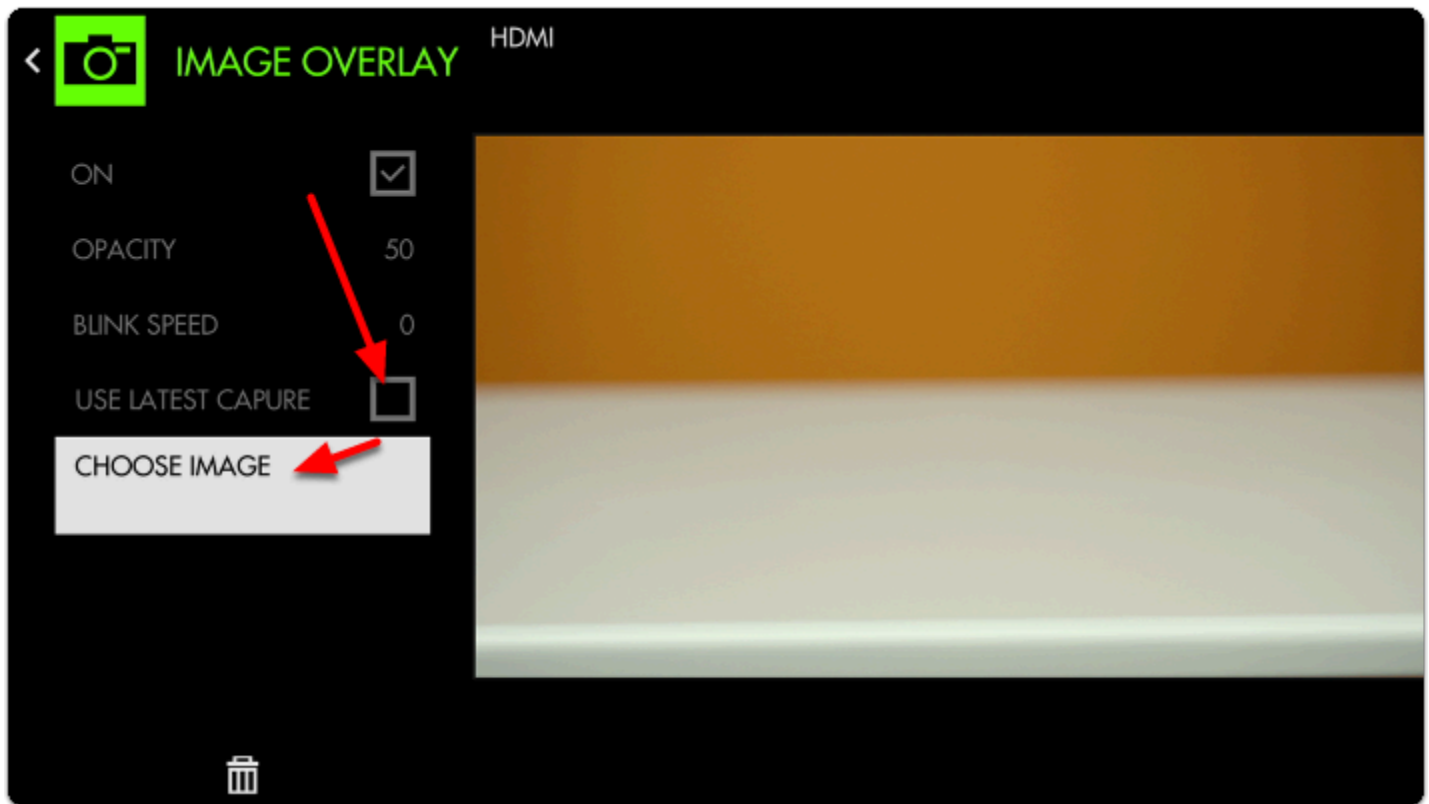 IMAGE OVERLAY
HDMI
ON
OPACITY 50
BLINK SPEED 0
USE LATEST CAPURE
CHOOSE IMAGE